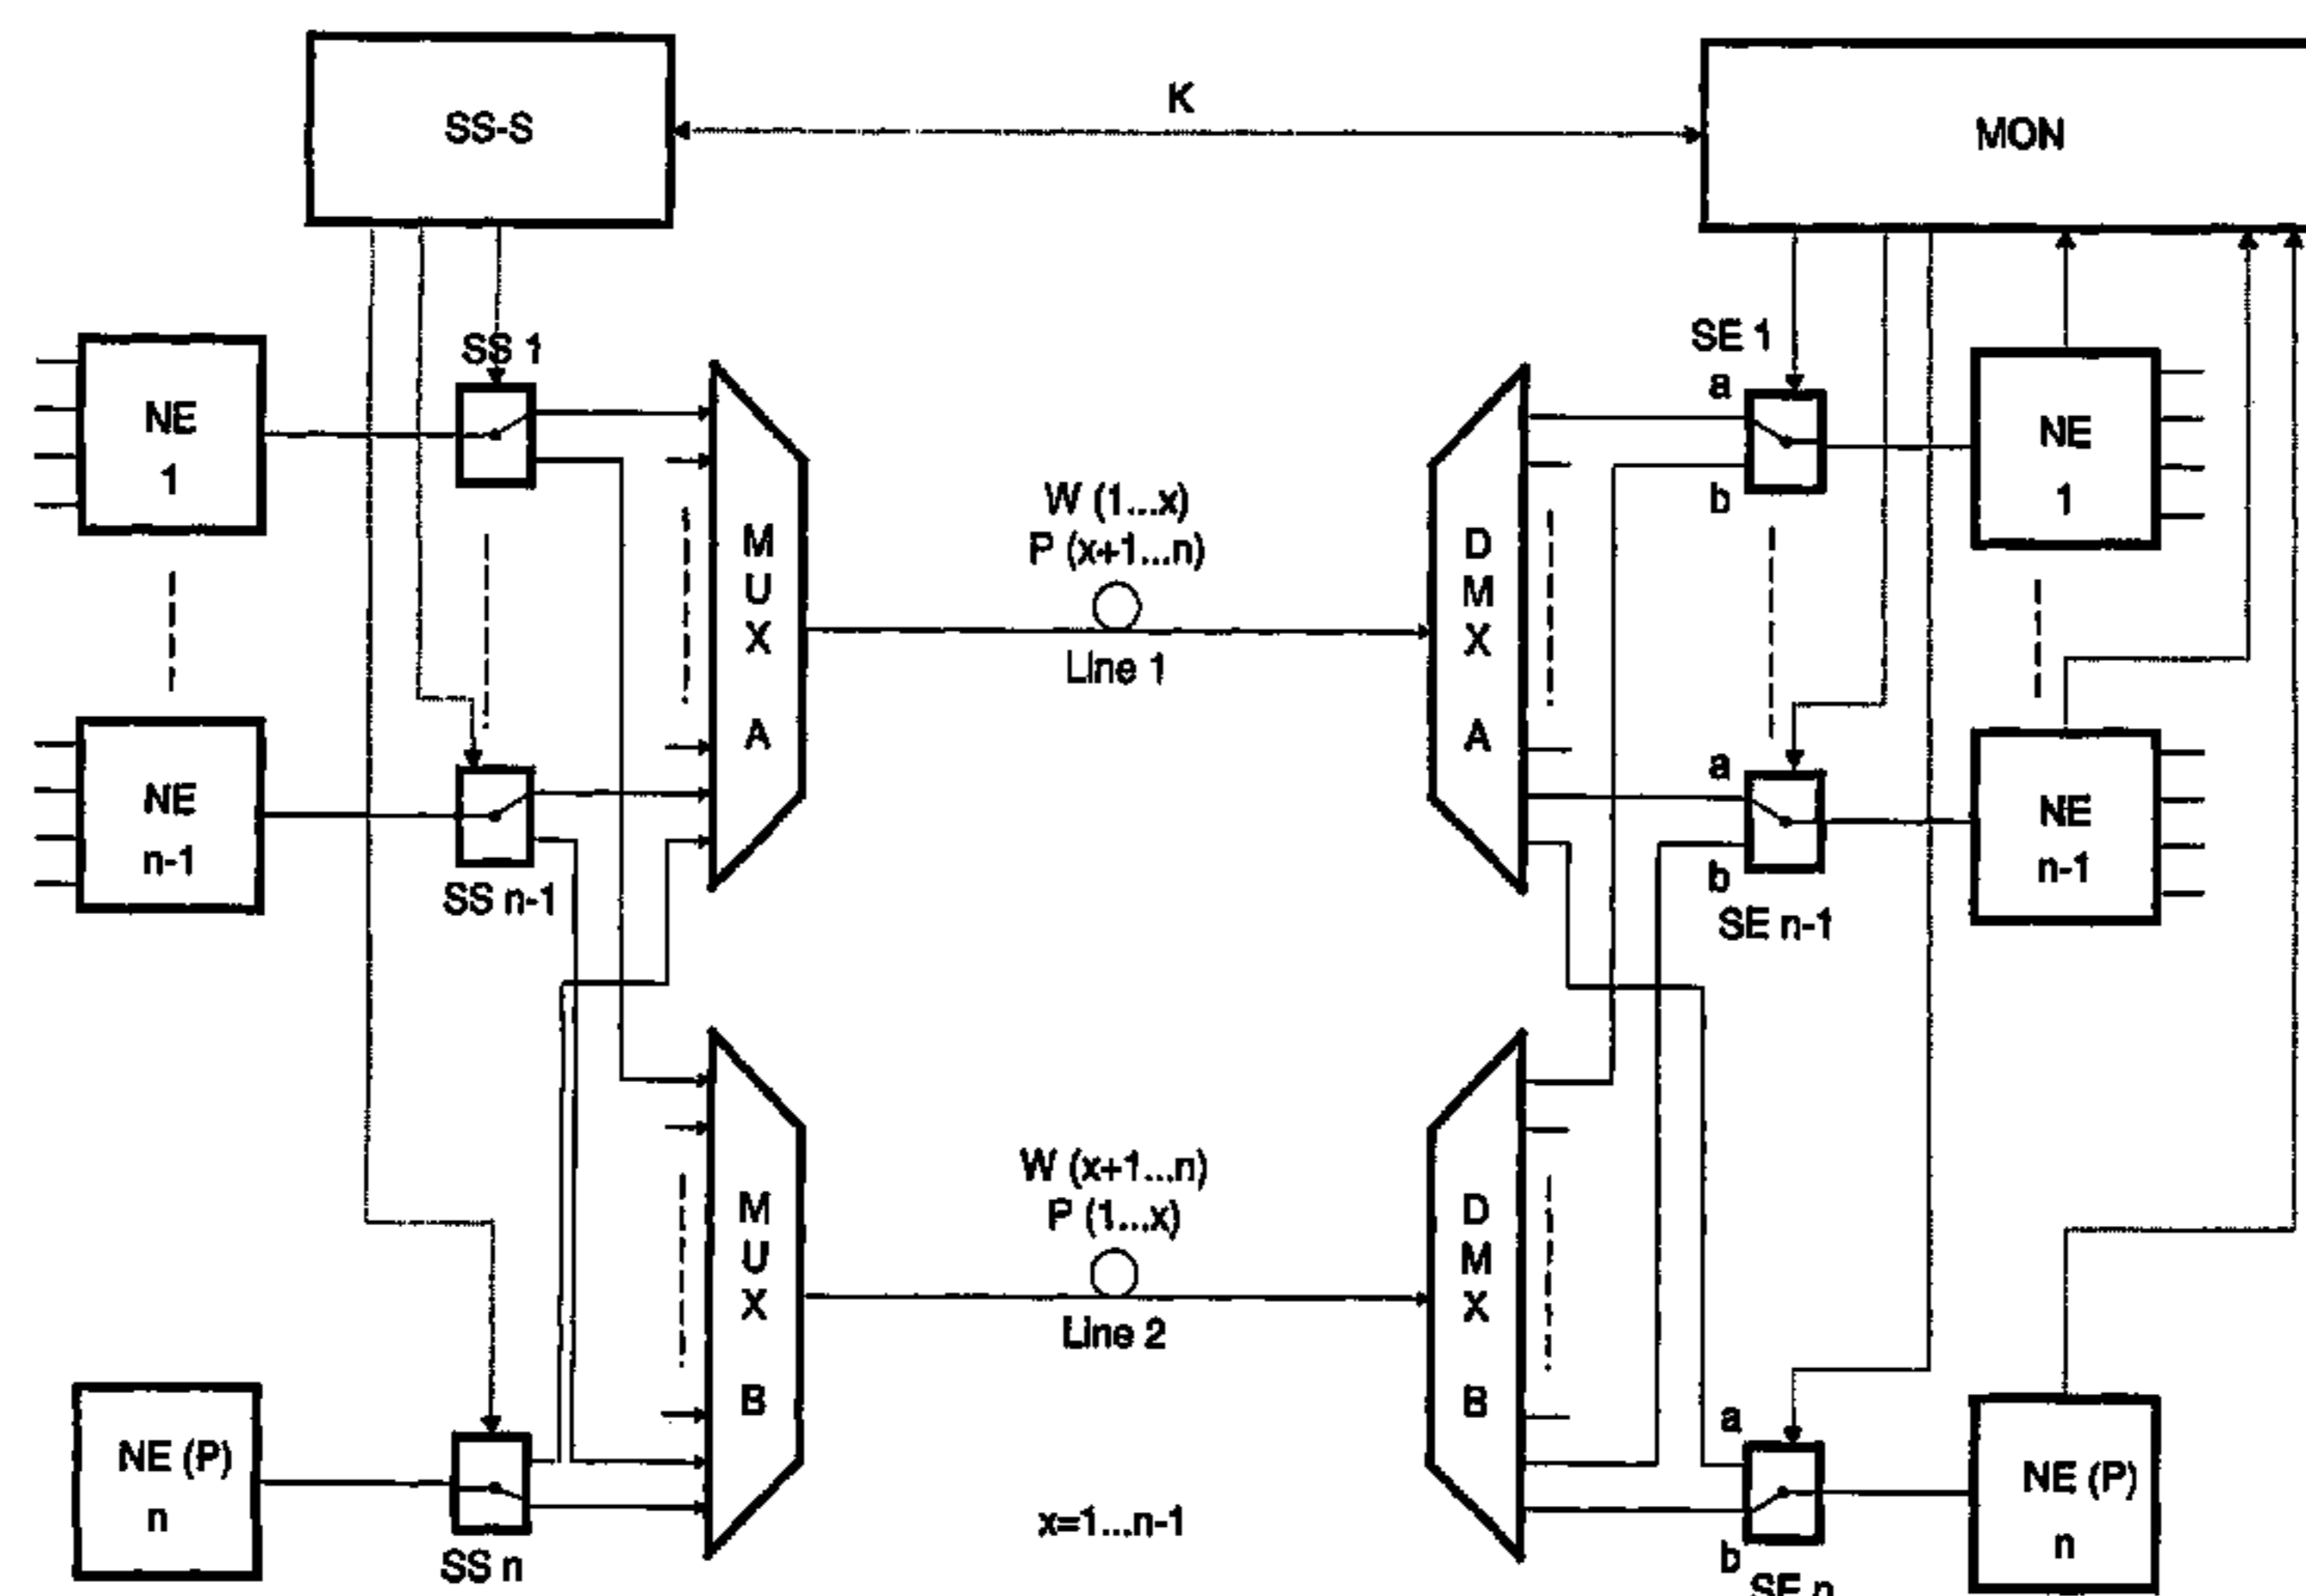 SS-S
K
MON
SS 1
SE 1
a
b
NE
1
NE
1
W (1...x)
P (x+1...n)
Line 1
M
U
X
A
D
M
X
A
NE
n-1
SS n-1
a
b
SE n-1
NE
n-1
W (x+1...n)
P (1...x)
Line 2
M
U
X
B
D
M
X
B
NE (P)
n
SS n
x=1...n-1
a
b
SE n
NE (P)
n